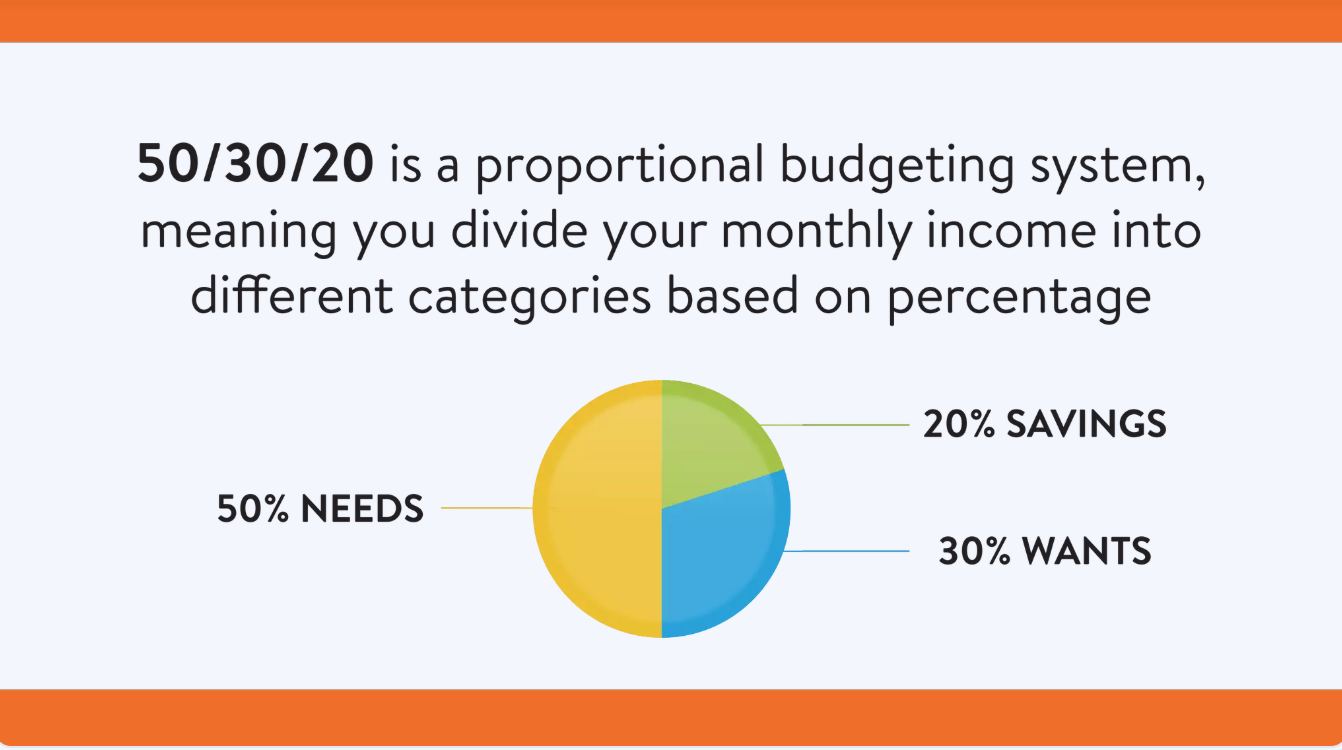 50/30/20 is a proportional budgeting system,
meaning you divide your monthly income into
different categories based on percentage
20% SAVINGS
50% NEEDS
30% WANTS